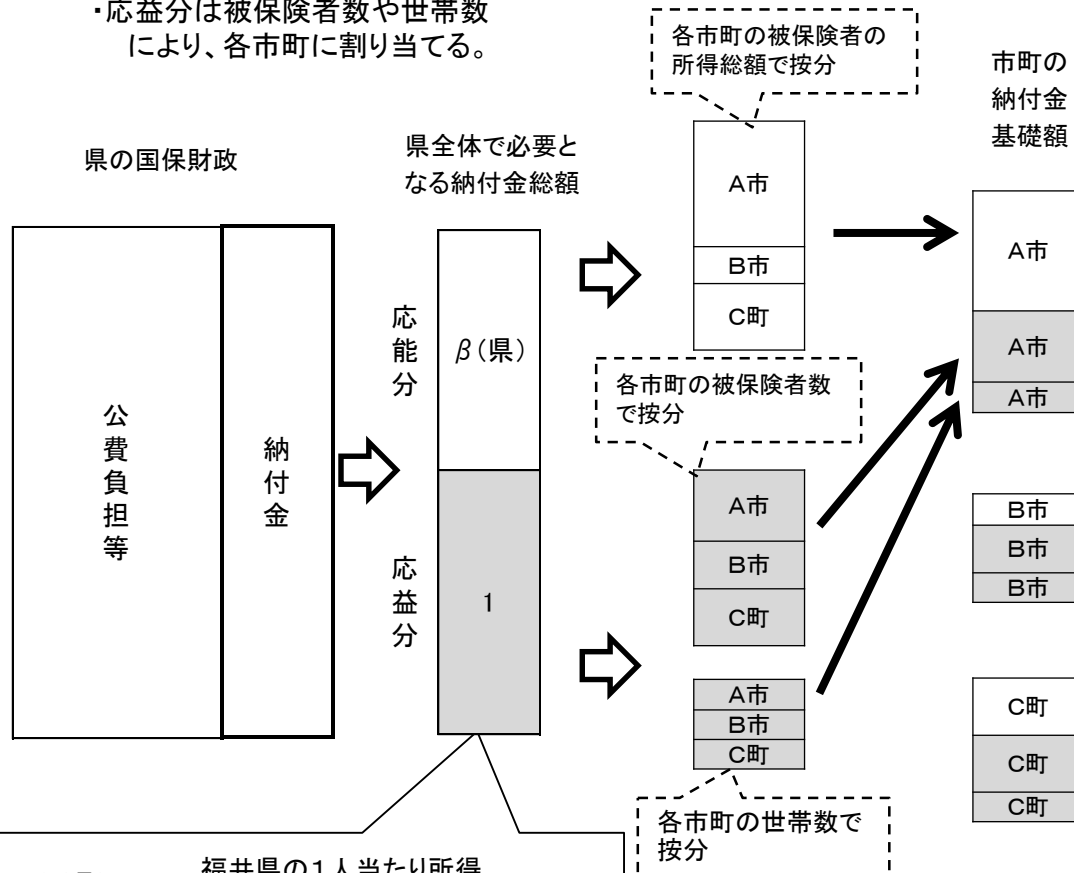 ・応益分は被保険者数や世帯数
により、各市町に割り当てる。
県の国保財政
公費負担等
納付金
県全体で必要と
なる納付金総額
応能分
β(県)
応益分
1
各市町の被保険者の
所得総額で按分
A市
B市
C町
各市町の被保険者数
で按分
A市
B市
C町
A市
B市
C町
各市町の世帯数で
按分
市町の
納付金
基礎額
A市
A市
A市
B市
B市
B市
C町
C町
C町
福井県の1人当たり所得